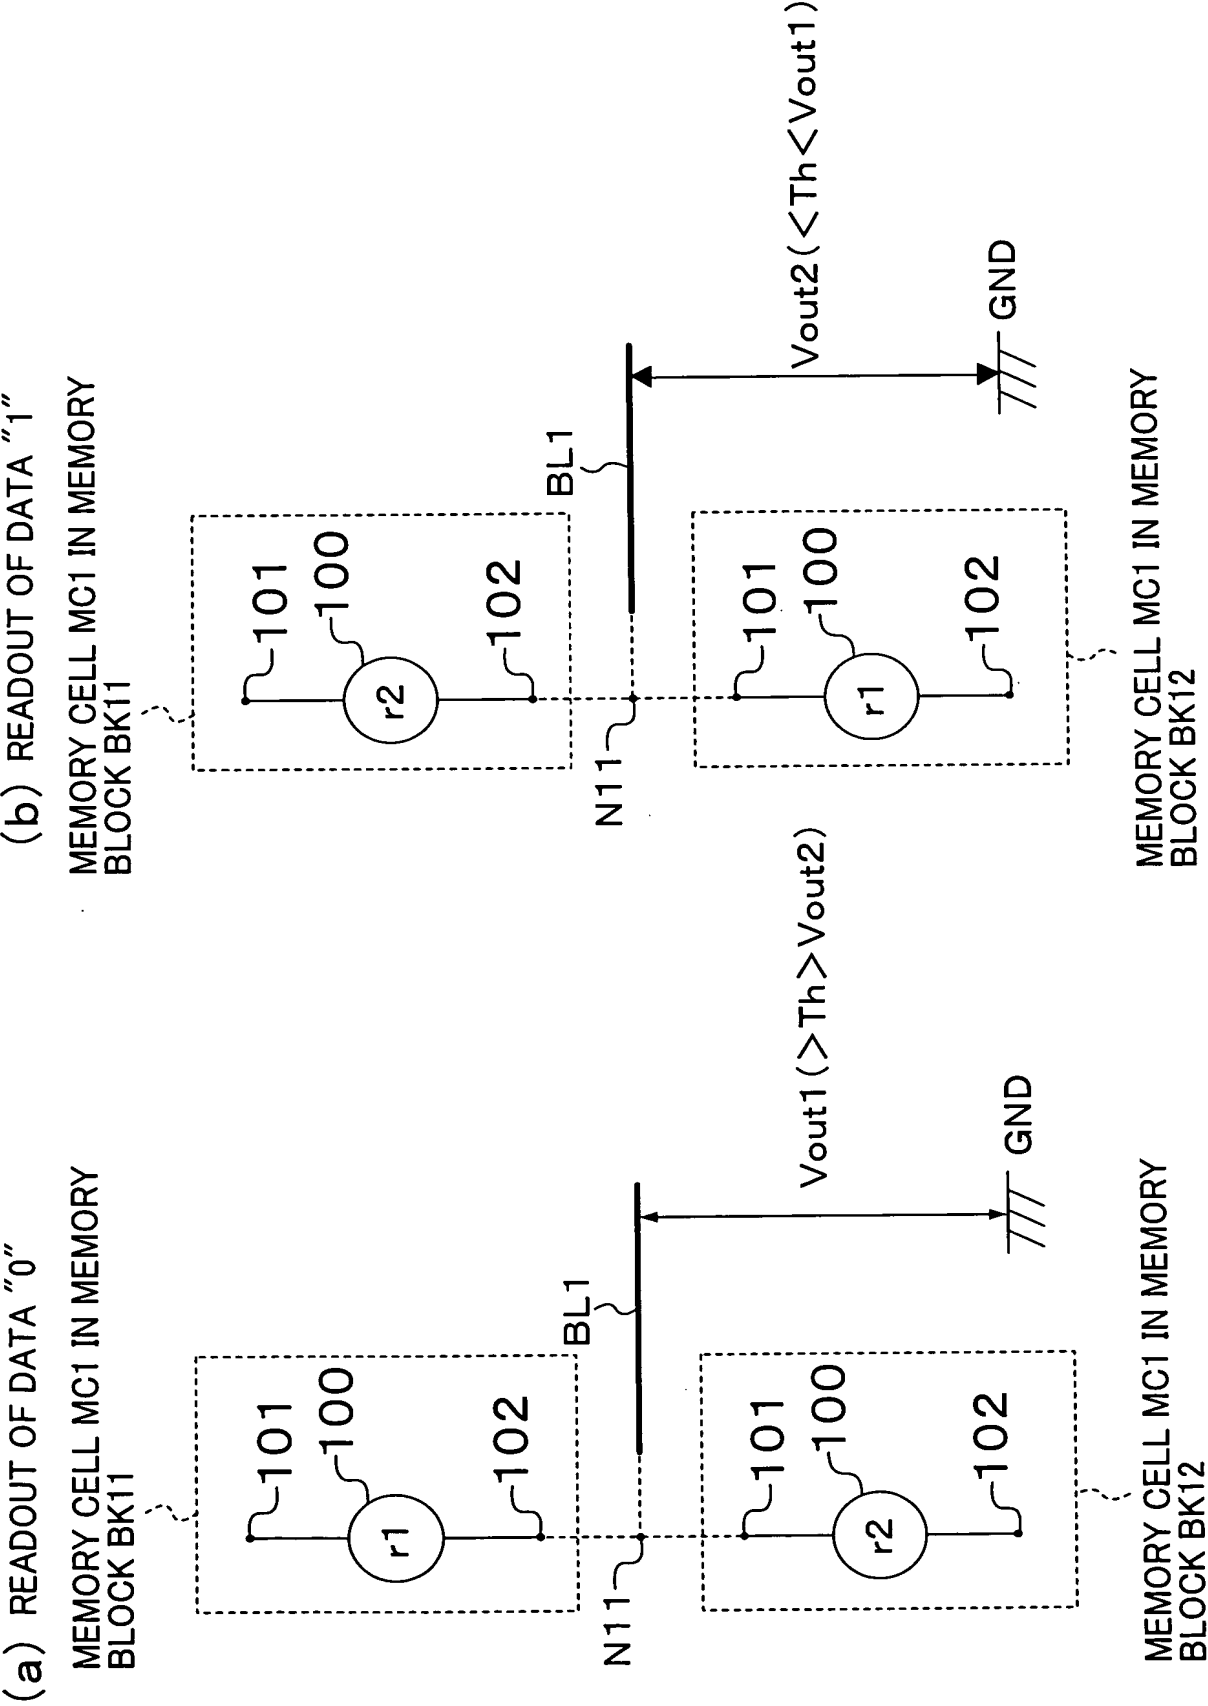 (a) READOUT OF DATA "0"
MEMORY CELL MC1 IN MEMORY
BLOCK BK11
101
100
r1
102
BL1
N11
Vout1(>Th>Vout2)
101
100
r2
102
GND
MEMORY CELL MC1 IN MEMORY
BLOCK BK12
(b) READOUT OF DATA "1"
MEMORY CELL MC1 IN MEMORY
BLOCK BK11
101
100
r2
102
BL1
N11
Vout2(<Th<Vout1)
101
100
r1
102
GND
MEMORY CELL MC1 IN MEMORY
BLOCK BK12